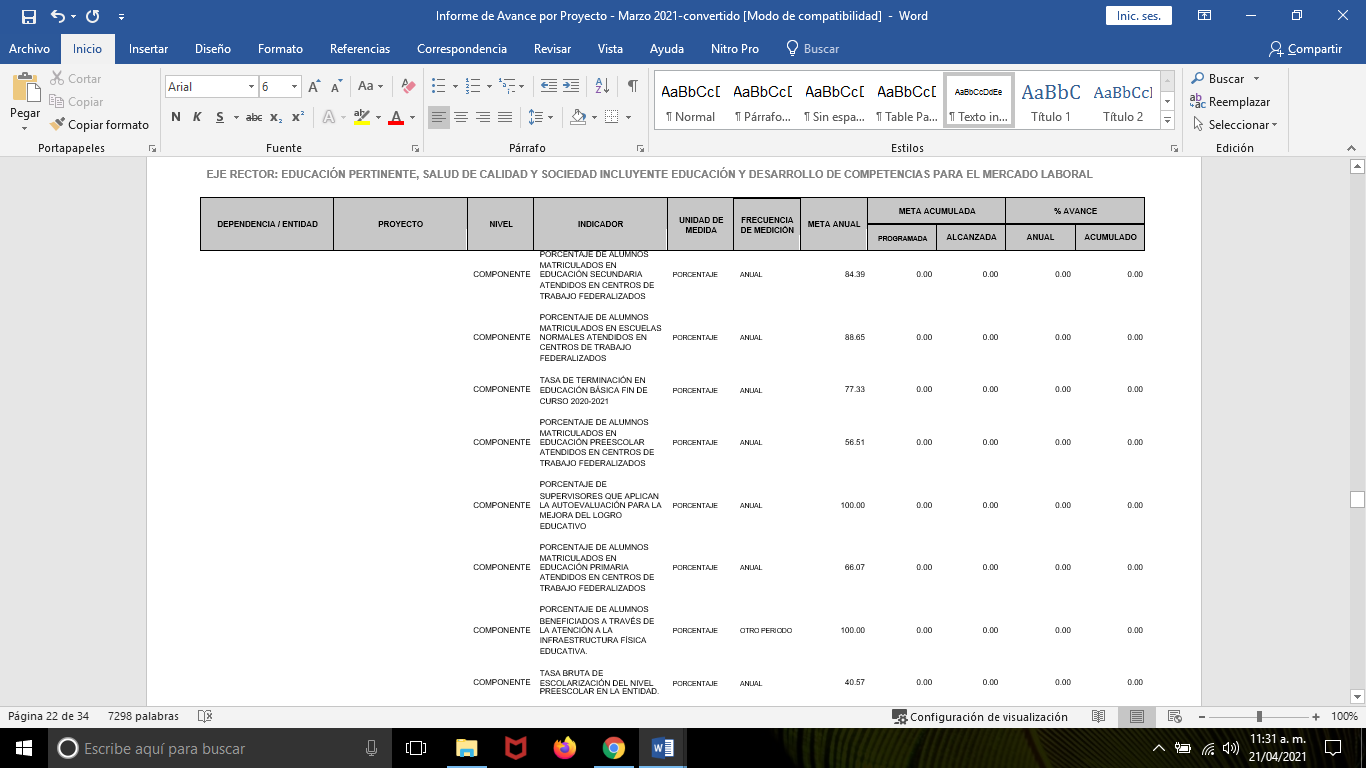 Informe de Avance por Proyecto - Marzo 2021-convertido [Modo de compatibilidad] - Word
Inic. ses.
Archivo Inicio Insertar Diseño Formato Referencias Correspondencia Revisar Vista Ayuda Nitro Pro Buscar Compartir
Pegar
Cortar
Copiar
Copiar formato
Portapapeles
Arial 6
N K S abc x₂ x²
Fuente
Párrafo
AaBbCcD AaBbCcD AaBbCcD AaBbCcD AaBbCcDdEe AaBbC AaBbCcI
¶ Normal ¶ Párrafo... ¶ Sin espa... ¶ Table Pa... ¶ Texto in... Título 1 Título 2
Estilos
Buscar
Reemplazar
Seleccionar
Edición
EJE RECTOR: EDUCACIÓN PERTINENTE, SALUD DE CALIDAD Y SOCIEDAD INCLUYENTE EDUCACIÓN Y DESARROLLO DE COMPETENCIAS PARA EL MERCADO LABORAL
DEPENDENCIA / ENTIDAD
PROYECTO
NIVEL
INDICADOR
UNIDAD DE
MEDIDA
FRECUENCIA
DE MEDICIÓN
META ANUAL
META ACUMULADA
PROGRAMADA ALCANZADA
% AVANCE
ANUAL ACUMULADO
PORCENTAJE DE ALUMNOS
MATRICULADOS EN
COMPONENTE EDUCACIÓN SECUNDARIA PORCENTAJE ANUAL 84.39 0.00 0.00 0.00 0.00
ATENDIDOS EN CENTROS DE
TRABAJO FEDERALIZADOS
PORCENTAJE DE ALUMNOS
MATRICULADOS EN ESCUELAS
COMPONENTE NORMALES ATENDIDOS EN PORCENTAJE ANUAL 88.65 0.00 0.00 0.00 0.00
CENTROS DE TRABAJO
FEDERALIZADOS
TASA DE TERMINACIÓN EN
COMPONENTE EDUCACIÓN BÁSICA FIN DE PORCENTAJE ANUAL 77.33 0.00 0.00 0.00 0.00
CURSO 2020-2021
PORCENTAJE DE ALUMNOS
MATRICULADOS EN
COMPONENTE EDUCACIÓN PREESCOLAR PORCENTAJE ANUAL 56.51 0.00 0.00 0.00 0.00
ATENDIDOS EN CENTROS DE
TRABAJO FEDERALIZADOS
PORCENTAJE DE
SUPERVISORES QUE APLICAN
COMPONENTE LA AUTOEVALUACIÓN PARA LA PORCENTAJE ANUAL 100.00 0.00 0.00 0.00 0.00
MEJORA DEL LOGRO
EDUCATIVO
PORCENTAJE DE ALUMNOS
MATRICULADOS EN
COMPONENTE EDUCACIÓN PRIMARIA PORCENTAJE ANUAL 66.07 0.00 0.00 0.00 0.00
ATENDIDOS EN CENTROS DE
TRABAJO FEDERALIZADOS
PORCENTAJE DE ALUMNOS
BENEFICIADOS A TRAVÉS DE
COMPONENTE LA ATENCIÓN A LA PORCENTAJE OTRO PERIODO 100.00 0.00 0.00 0.00 0.00
INFRAESTRUCTURA FÍSICA
EDUCATIVA.
TASA BRUTA DE
COMPONENTE ESCOLARIZACIÓN DEL NIVEL PORCENTAJE ANUAL 40.57 0.00 0.00 0.00 0.00
PREESCOLAR EN LA ENTIDAD.
Página 22 de 34 7298 palabras Configuración de visualización 100%
Escribe aquí para buscar
11:31 a. m.
21/04/2021